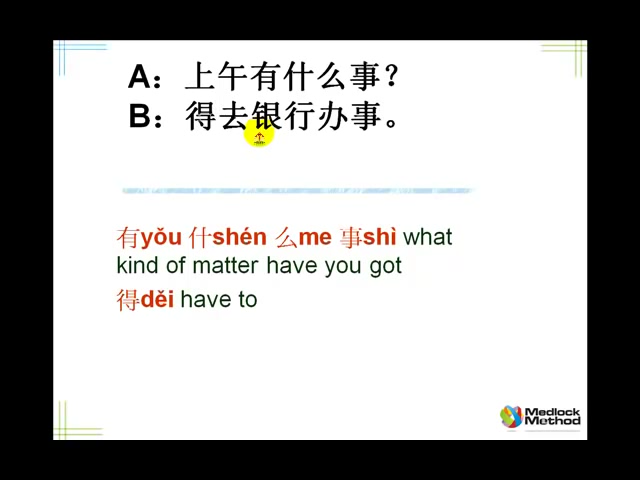 A：上午有什么事？
B：得去银行办事。
有yǒu 什shén 么me 事shì what
kind of matter have you got
得děi have to
Medlock
Method